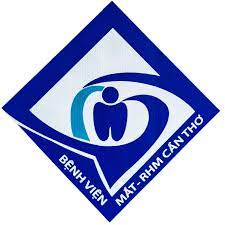 BỆNH VIỆN
MẮT - RHM CẦN THƠ